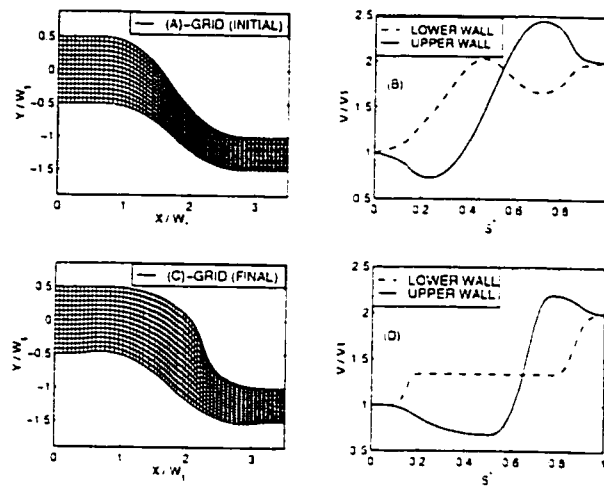 (A)-GRID (INITIAL)
0.5
0
-0.5
-1
-1.5
Y/W1
0 1 2 3
X/W1
LOWER WALL
UPPER WALL
(B)
2.5
2
1.5
1
0.5
V/V1
0 0.2 0.4 0.6 0.8 1
S*
(C)-GRID (FINAL)
0.5
0
-0.5
-1
-1.5
Y/W1
0 1 2 3
X/W1
LOWER WALL
UPPER WALL
(D)
2.5
2
1.5
1
0.5
V/V1
0 0.2 0.4 0.6 0.8 1
S*